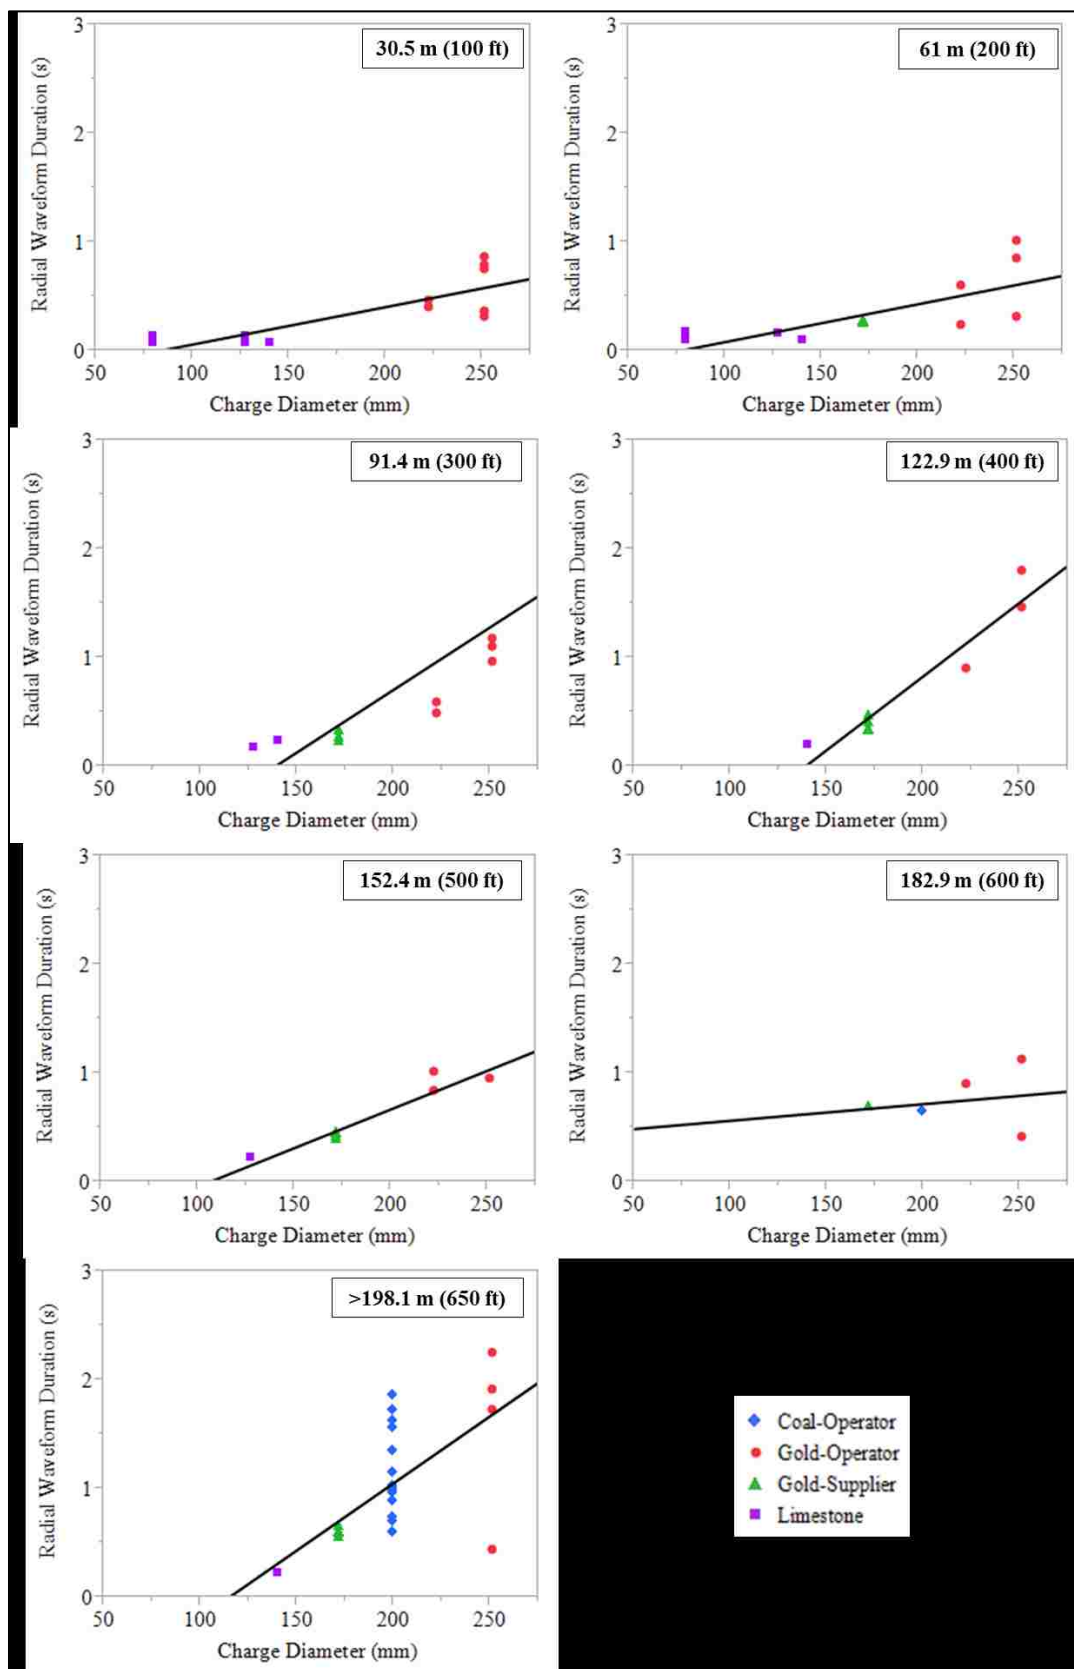 30.5 m (100 ft)
Radial Waveform Duration (s)
3
2
1
0
50 100 150 200 250
Charge Diameter (mm)
61 m (200 ft)
Radial Waveform Duration (s)
3
2
1
0
50 100 150 200 250
Charge Diameter (mm)
91.4 m (300 ft)
Radial Waveform Duration (s)
3
2
1
0
50 100 150 200 250
Charge Diameter (mm)
122.9 m (400 ft)
Radial Waveform Duration (s)
3
2
1
0
50 100 150 200 250
Charge Diameter (mm)
152.4 m (500 ft)
Radial Waveform Duration (s)
3
2
1
0
50 100 150 200 250
Charge Diameter (mm)
182.9 m (600 ft)
Radial Waveform Duration (s)
3
2
1
0
50 100 150 200 250
Charge Diameter (mm)
>198.1 m (650 ft)
Radial Waveform Duration (s)
3
2
1
0
50 100 150 200 250
Charge Diameter (mm)
Coal-Operator
Gold-Operator
Gold-Supplier
Limestone